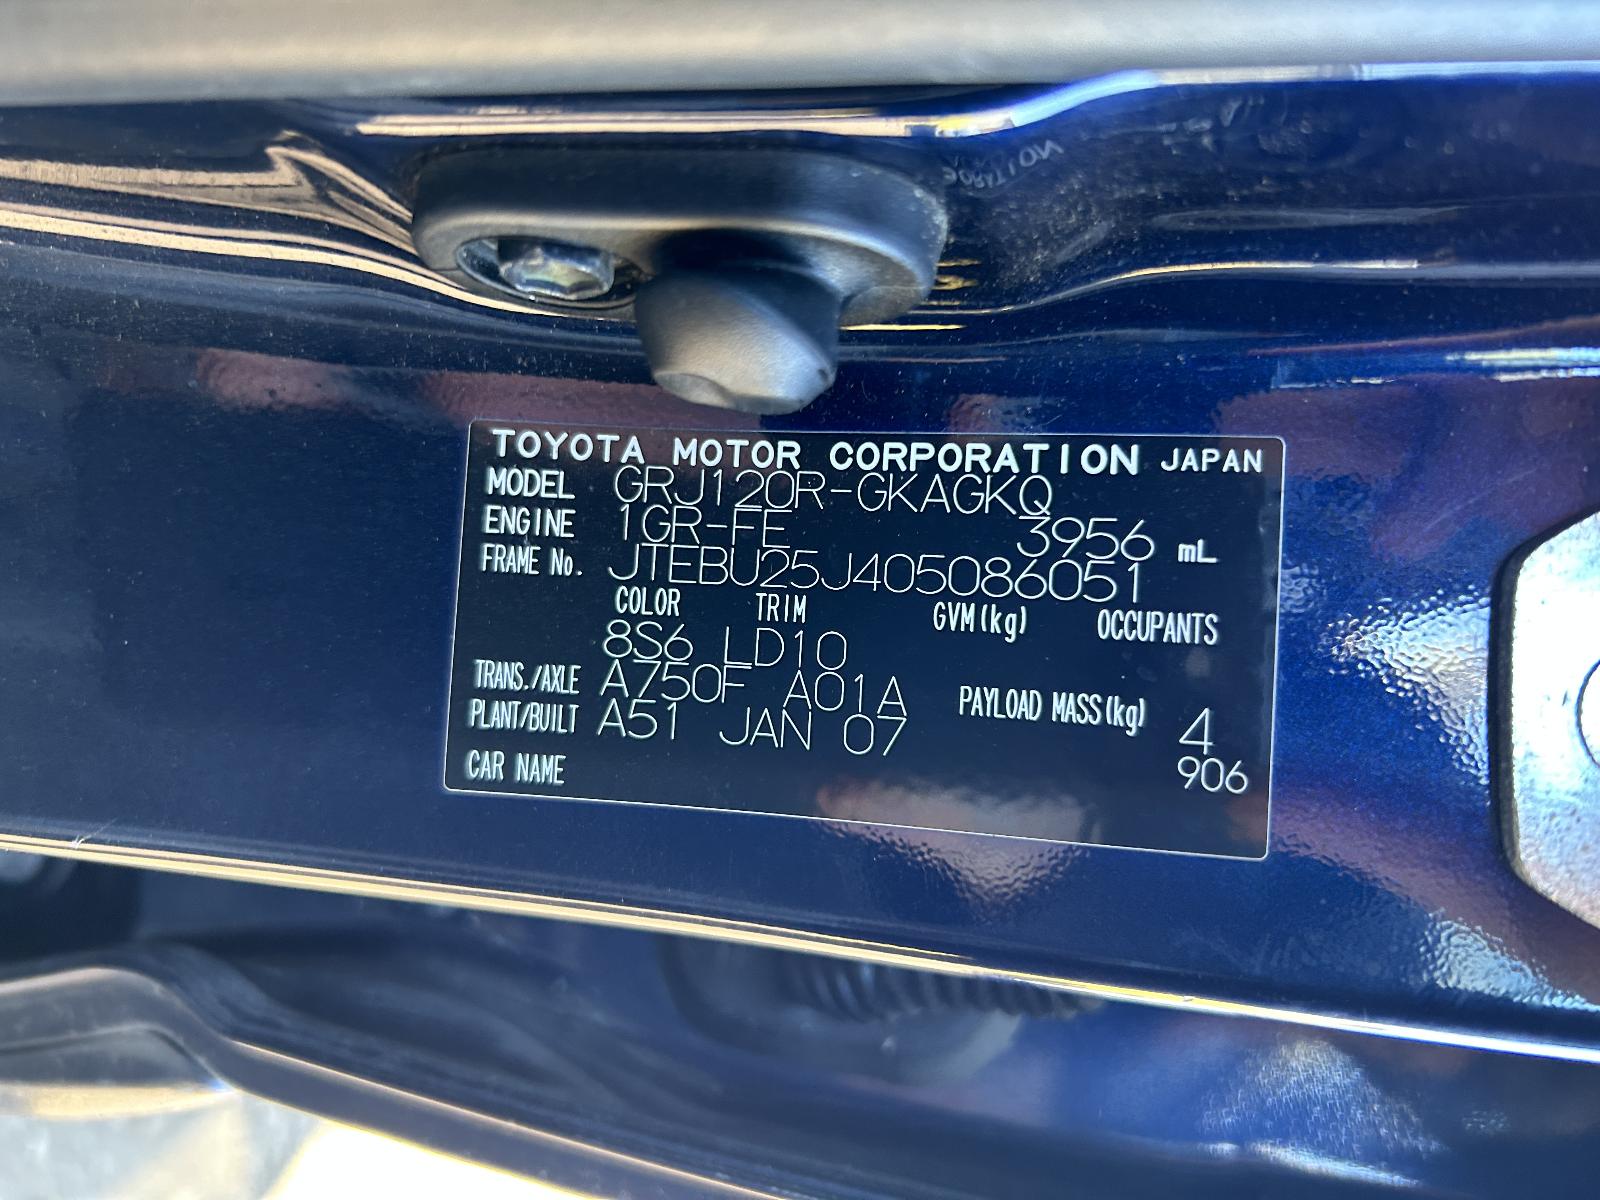 TOYOTA MOTOR CORPORATION JAPAN
MODEL GRJ120R-GKAGKQ
ENGINE 1GR-FE 3956 mL
FRAME No. JTEBU25J405086051
COLOR TRIM GVM(kg) OCCUPANTS
8S6 LD10
TRANS./AXLE A750F A01A PAYLOAD MASS(kg) 4
PLANT/BUILT A51 JAN 07 906
CAR NAME